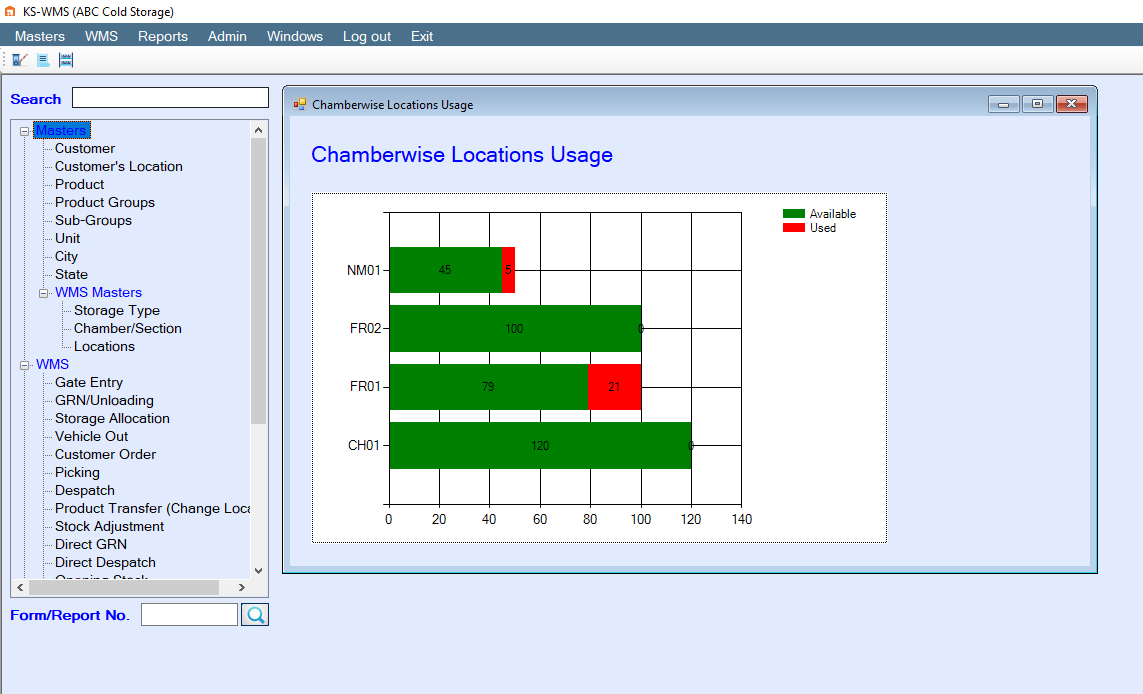 KS-WMS (ABC Cold Storage)
Masters WMS Reports Admin Windows Log out Exit
Search
Masters
Customer
Customer's Location
Product
Product Groups
Sub-Groups
Unit
City
State
WMS Masters
Storage Type
Chamber/Section
Locations
WMS
Gate Entry
GRN/Unloading
Storage Allocation
Vehicle Out
Customer Order
Picking
Despatch
Product Transfer (Change Loca
Stock Adjustment
Direct GRN
Direct Despatch
Opening Stock
Form/Report No.
Chamberwise Locations Usage
Chamberwise Locations Usage
Available
Used
NM01 45 5
FR02 100 0
FR01 79 21
CH01 120 0
0 20 40 60 80 100 120 140